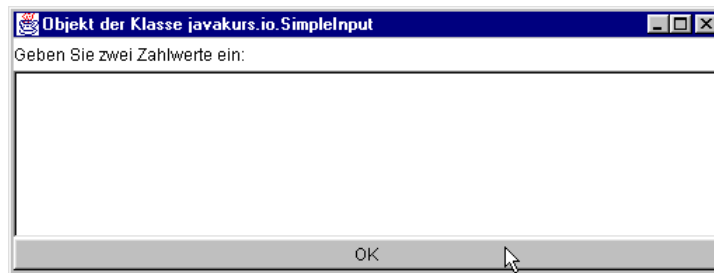 Objekt der Klasse javakurs.io.SimpleInput
Geben Sie zwei Zahlwerte ein:
OK